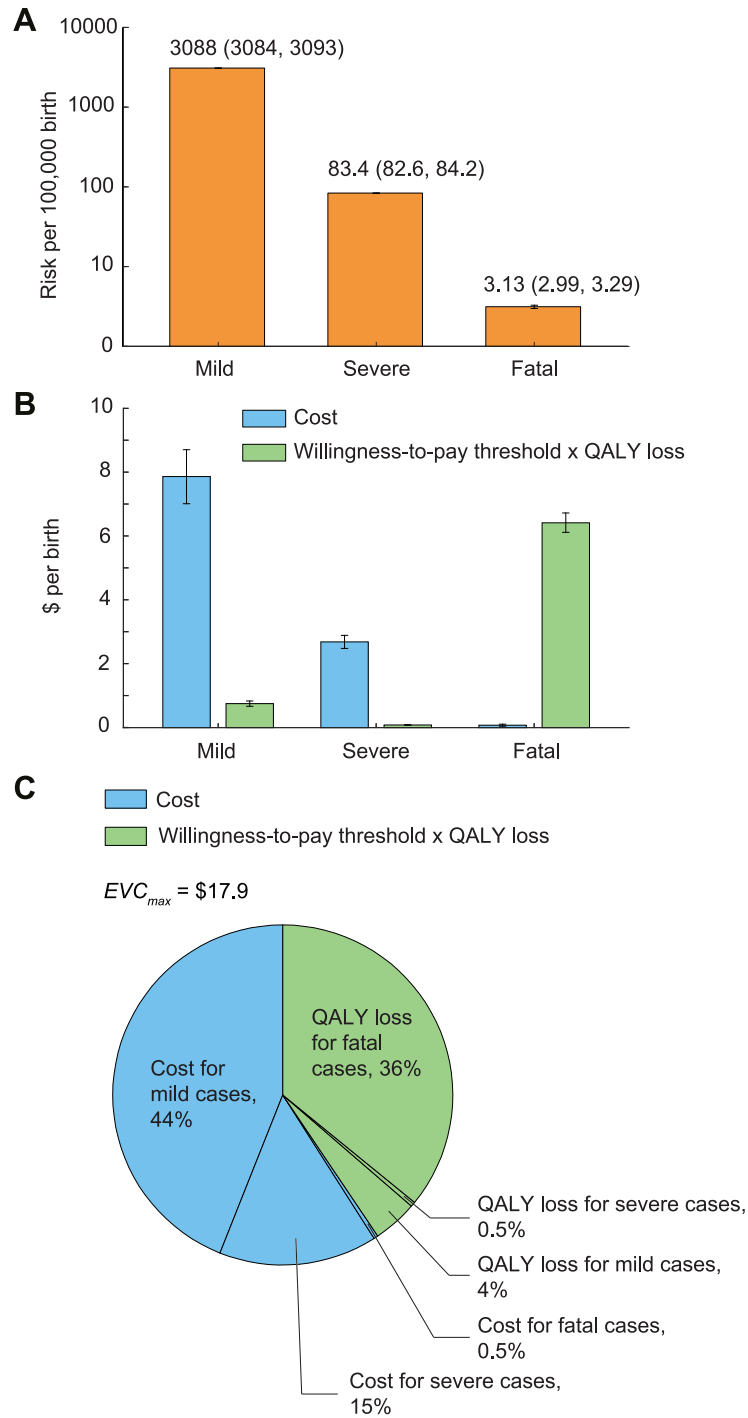 A
10000
1000
100
10
0
Risk per 100,000 birth
3088 (3084, 3093)
83.4 (82.6, 84.2)
3.13 (2.99, 3.29)
Mild
Severe
Fatal
B
10
8
6
4
2
0
$ per birth
Cost
Willingness-to-pay threshold x QALY loss
Mild
Severe
Fatal
C
Cost
Willingness-to-pay threshold x QALY loss
EVCmax = $17.9
QALY loss
for fatal
cases, 36%
Cost for
mild cases,
44%
QALY loss for severe cases,
0.5%
QALY loss for mild cases,
4%
Cost for fatal cases,
0.5%
Cost for severe cases,
15%